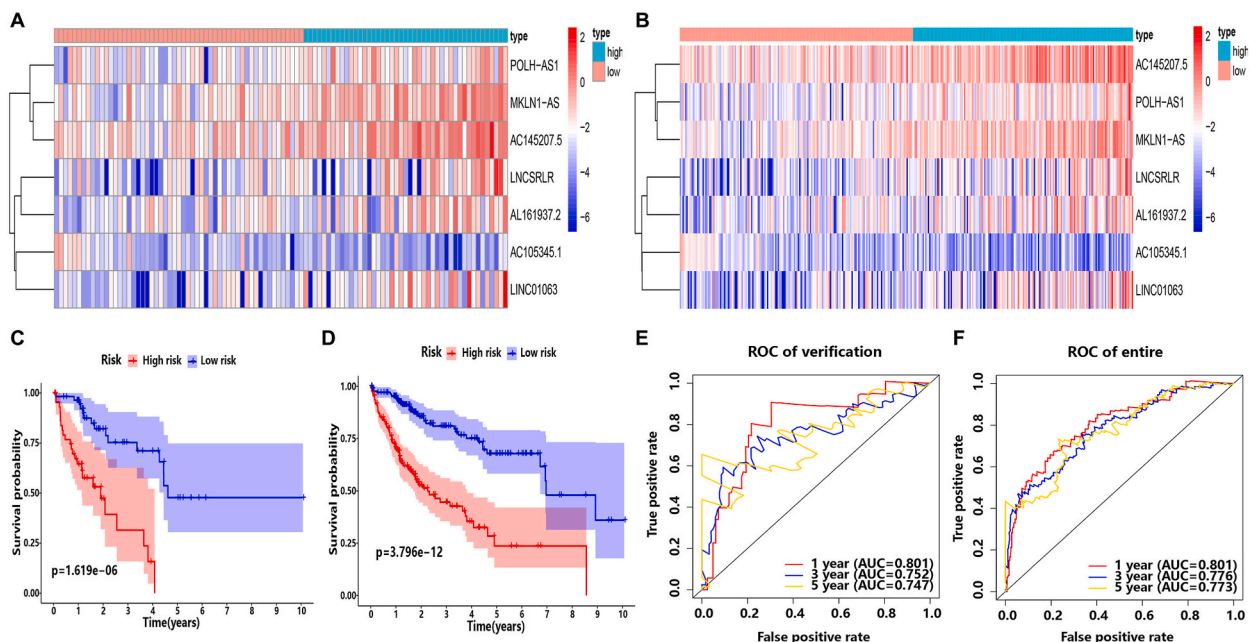 A
type
POLH-AS1
MKLN1-AS
AC145207.5
LNCSRLR
AL161937.2
AC105345.1
LINC01063
2
0
−2
−4
−6
type
high
low
B
type
AC145207.5
POLH-AS1
MKLN1-AS
LNCSRLR
AL161937.2
AC105345.1
LINC01063
2
0
−2
−4
−6
type
high
low
C
Risk High risk Low risk
Survival probability
1.00
0.75
0.50
0.25
0.00
p=1.619e−06
0 1 2 3 4 5 6 7 8 9 10
Time(years)
D
Risk High risk Low risk
Survival probability
1.00
0.75
0.50
0.25
0.00
p=3.796e−12
0 1 2 3 4 5 6 7 8 9 10
Time(years)
E
ROC of verification
True positive rate
1.0
0.8
0.6
0.4
0.2
0.0
1 year (AUC=0.801)
3 year (AUC=0.752)
5 year (AUC=0.747)
0.0 0.2 0.4 0.6 0.8 1.0
False positive rate
F
ROC of entire
True positive rate
1.0
0.8
0.6
0.4
0.2
0.0
1 year (AUC=0.801)
3 year (AUC=0.776)
5 year (AUC=0.773)
0.0 0.2 0.4 0.6 0.8 1.0
False positive rate